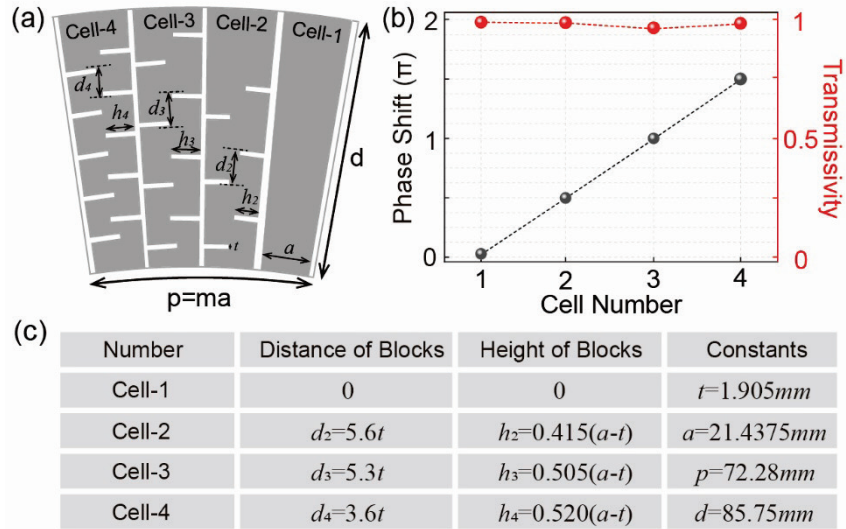 (a)
Cell-4
Cell-3
Cell-2
Cell-1
d₄
h₄
d₃
h₃
d₂
h₂
t
a
d
p=ma
(b)
Phase Shift (π)
2
1
0
1
0.5
0
Transmissivity
1 2 3 4
Cell Number
(c)
Number Distance of Blocks Height of Blocks Constants
Cell-1 0 0 t=1.905mm
Cell-2 d₂=5.6t h₂=0.415(a-t) a=21.4375mm
Cell-3 d₃=5.3t h₃=0.505(a-t) p=72.28mm
Cell-4 d₄=3.6t h₄=0.520(a-t) d=85.75mm